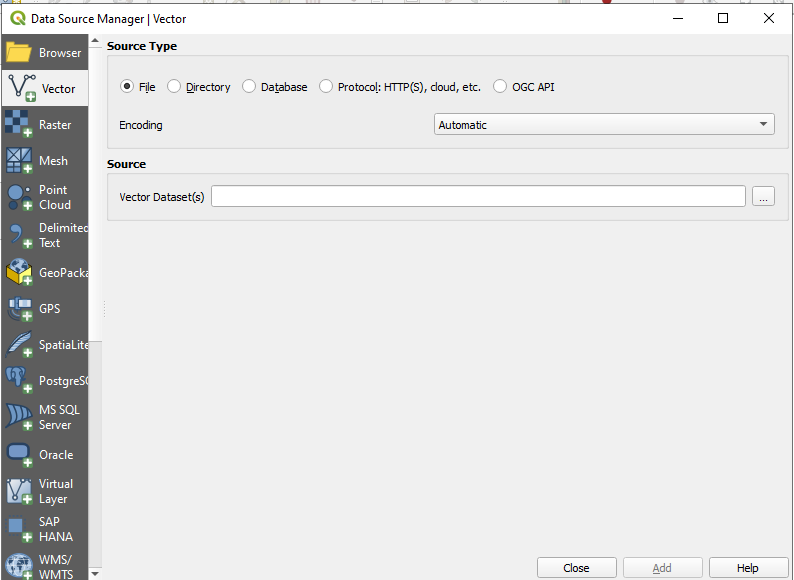 Data Source Manager | Vector
Browser
Vector
Raster
Mesh
Point
Cloud
Delimited
Text
GeoPacka
GPS
SpatiaLite
PostgreSQ
MS SQL
Server
Oracle
Virtual
Layer
SAP
HANA
WMS/
WMTS
Source Type
File
Directory
Database
Protocol: HTTP(S), cloud, etc.
OGC API
Encoding
Automatic
Source
Vector Dataset(s)
...
Close
Add
Help